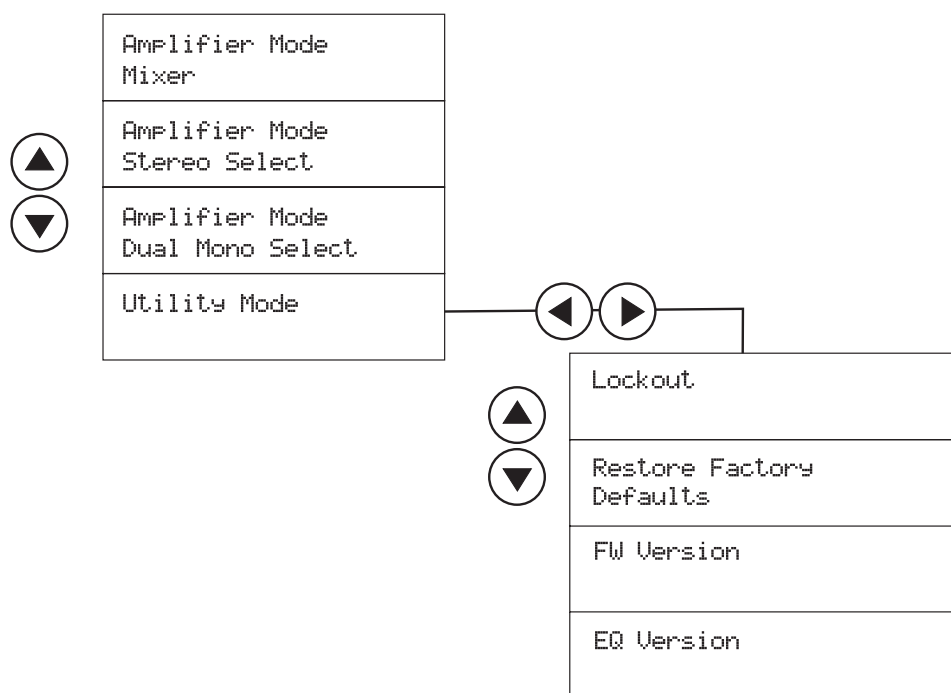 Amplifier Mode
Mixer
Amplifier Mode
Stereo Select
Amplifier Mode
Dual Mono Select
Utility Mode
Lockout
Restore Factory
Defaults
FW Version
EQ Version